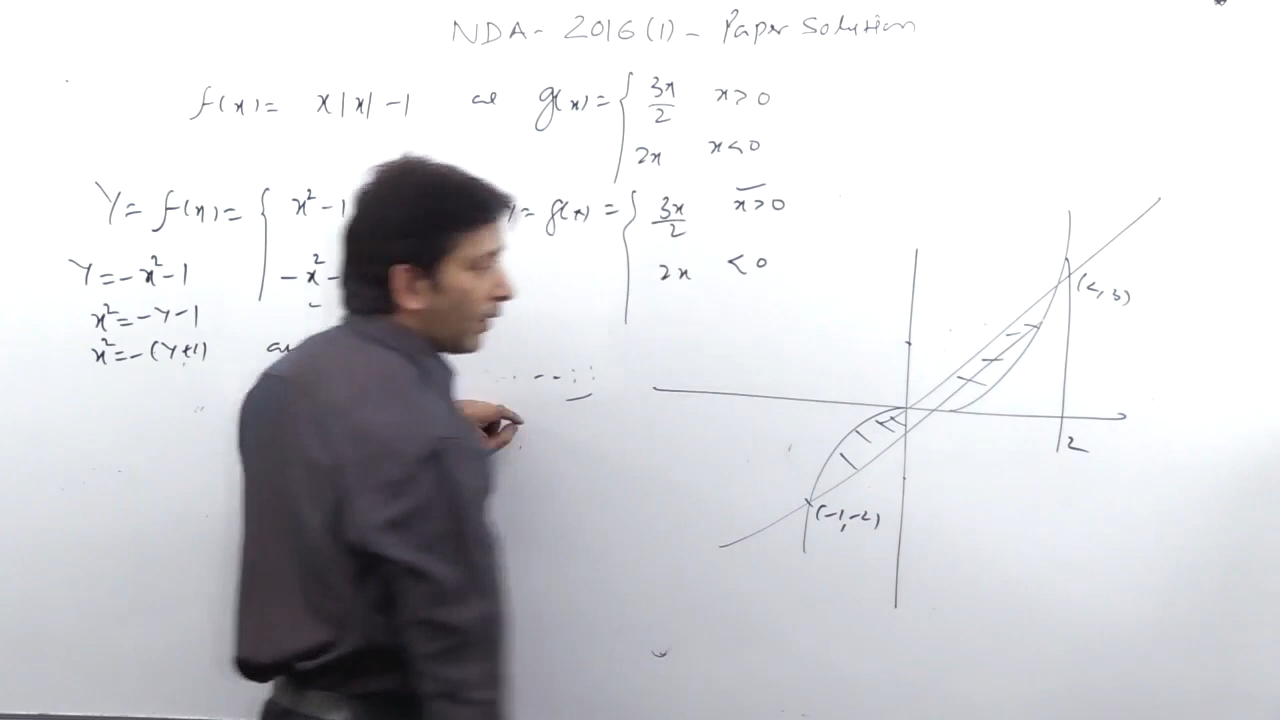 NDA - 2016 (1) - Paper Solution
f(x) = x|x| - 1 g(x) = { 3x/2 x > 0
2x x < 0
Y = f(x) = { x² - 1 = g(x) = { 3x/2 x > 0
Y = -x² - 1 - x² - 2x < 0
x² = -Y - 1
x² = -(Y+1)
(2, 3)
2
(-1, -2)